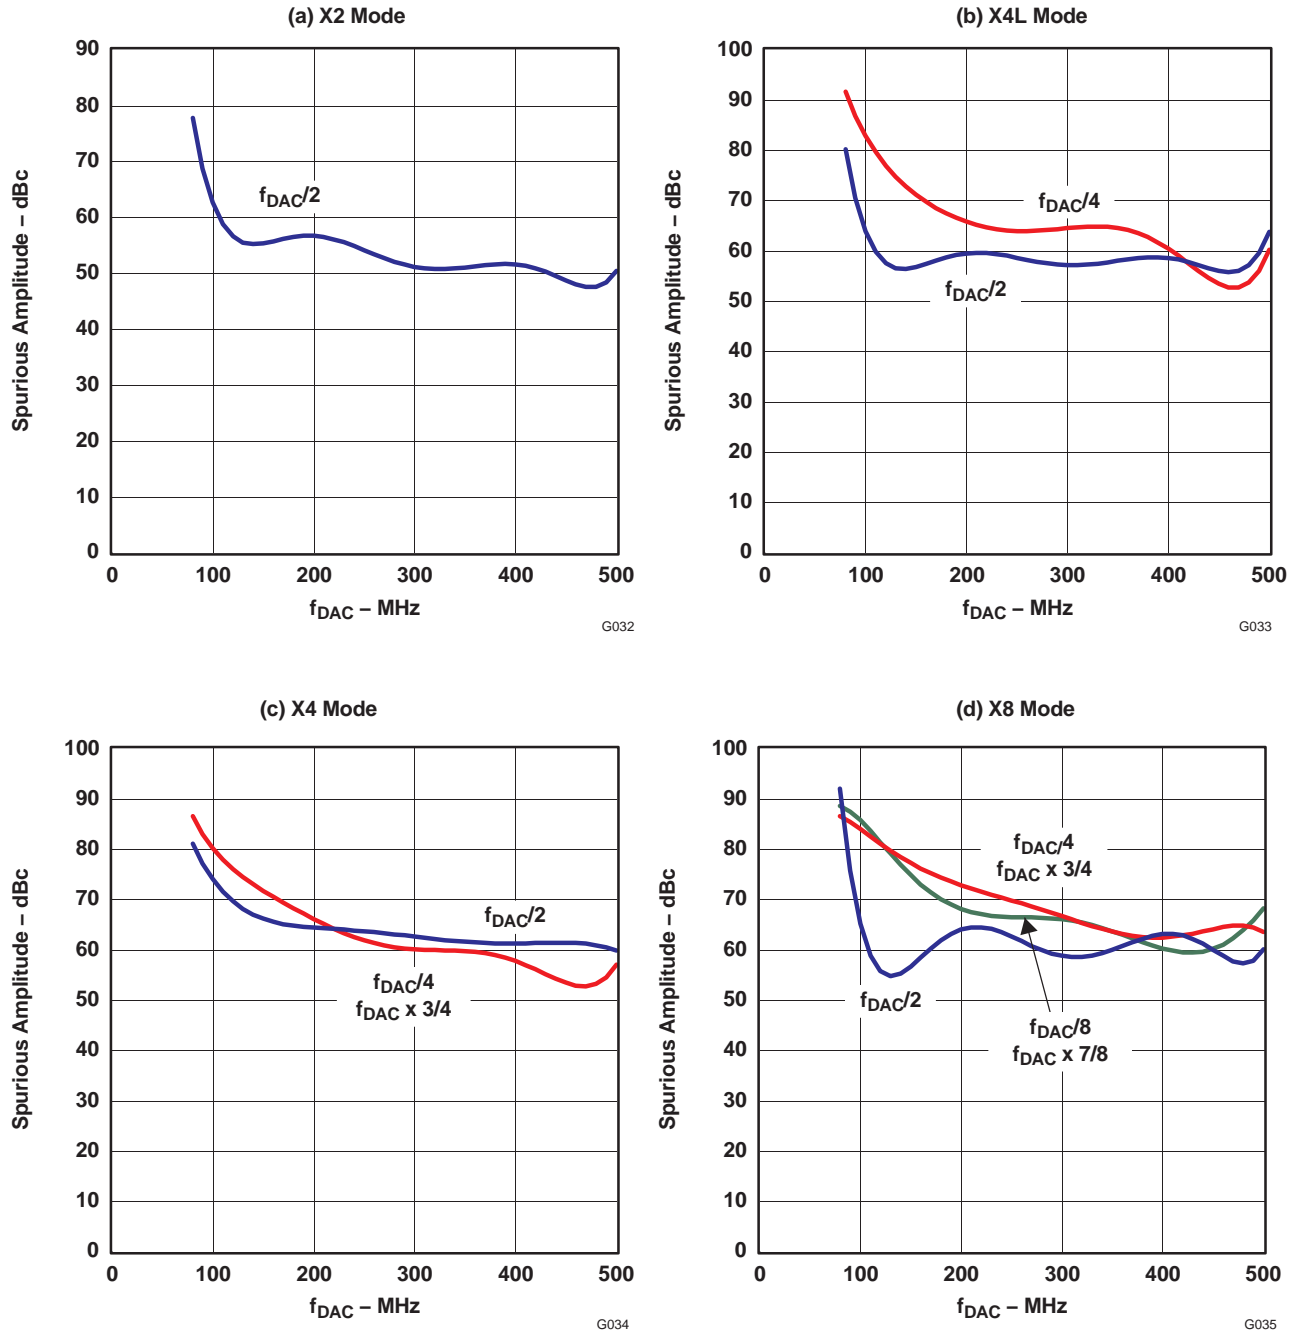 (a) X2 Mode
90
80
70
60
50
40
30
20
10
0
0 100 200 300 400 500
Spurious Amplitude – dBc
fDAC – MHz
fDAC/2
G032
(b) X4L Mode
100
90
80
70
60
50
40
30
20
10
0
0 100 200 300 400 500
Spurious Amplitude – dBc
fDAC – MHz
fDAC/4
fDAC/2
G033
(c) X4 Mode
100
90
80
70
60
50
40
30
20
10
0
0 100 200 300 400 500
Spurious Amplitude – dBc
fDAC – MHz
fDAC/2
fDAC/4
fDAC x 3/4
G034
(d) X8 Mode
100
90
80
70
60
50
40
30
20
10
0
0 100 200 300 400 500
Spurious Amplitude – dBc
fDAC – MHz
fDAC/4
fDAC x 3/4
fDAC/2
fDAC/8
fDAC x 7/8
G035